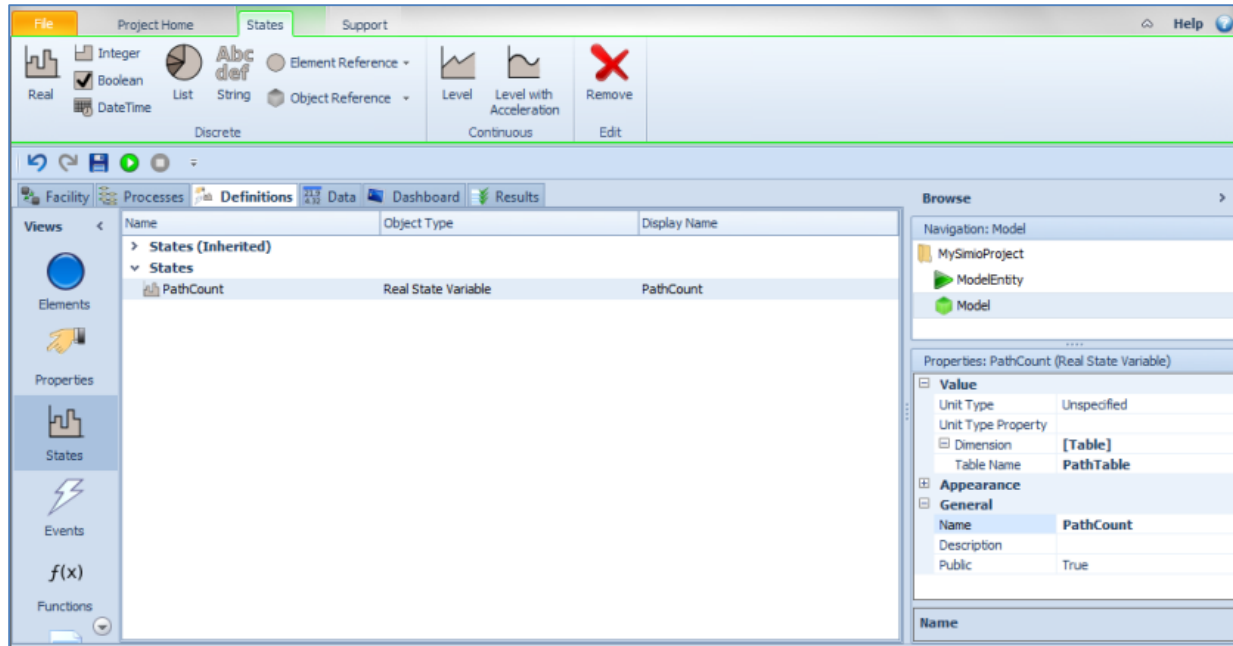 File Project Home States Support Help
Real
Integer
Boolean
DateTime
List
Abc
def
String
Element Reference
Object Reference
Discrete
Level
Level with
Acceleration
Continuous
Remove
Edit
Facility Processes Definitions Data Dashboard Results
Views
Elements
Properties
States
Events
f(x)
Functions
Name Object Type Display Name
States (Inherited)
States
PathCount Real State Variable PathCount
Browse
Navigation: Model
MySimioProject
ModelEntity
Model
Properties: PathCount (Real State Variable)
Value
Unit Type Unspecified
Unit Type Property
Dimension [Table]
Table Name PathTable
Appearance
General
Name PathCount
Description
Public True
Name